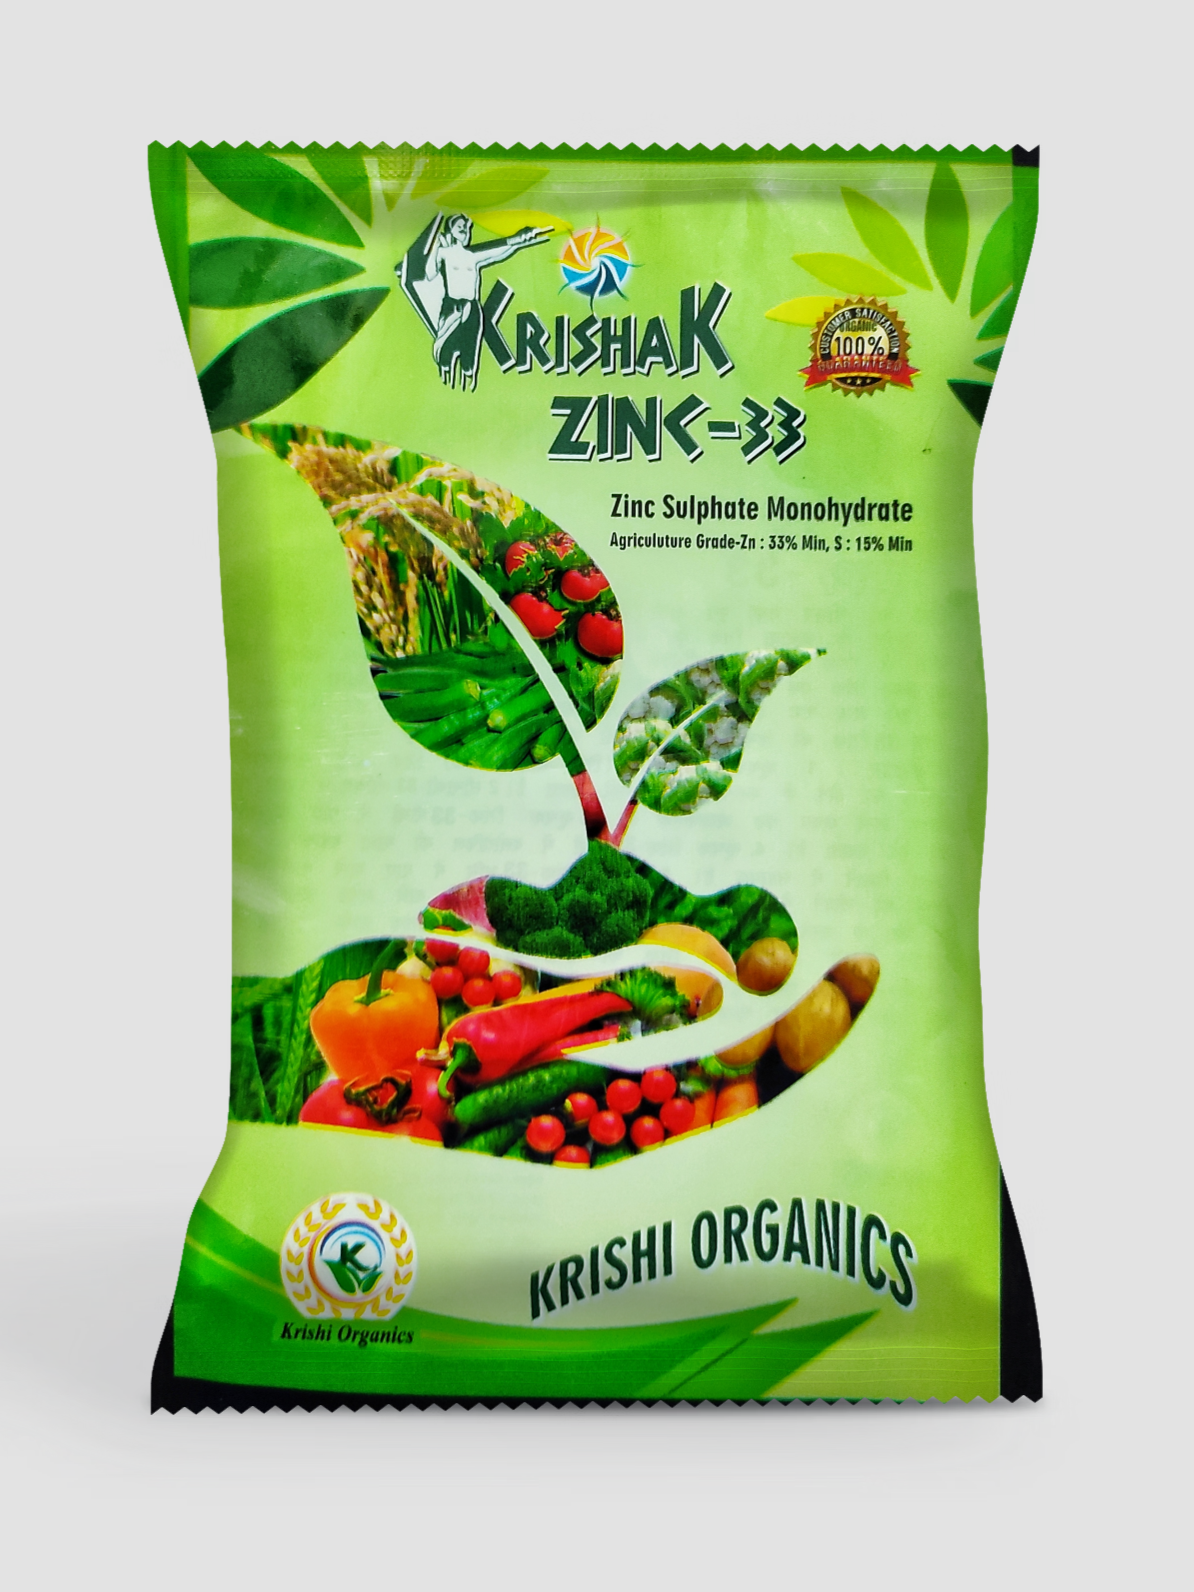 KRISHAK
ZINC-33
CUSTOMER SATISFACTION
ORGANIC
100%
GUARANTEED
Zinc Sulphate Monohydrate
Agriculuture Grade-Zn : 33% Min, S : 15% Min
K
Krishi Organics
KRISHI ORGANICS